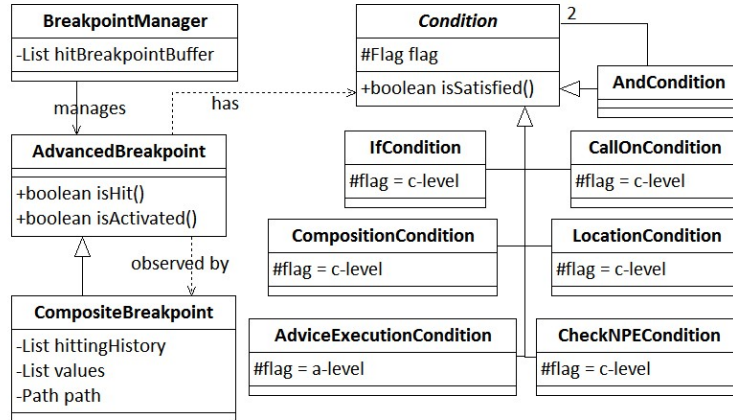 BreakpointManager
-List hitBreakpointBuffer
manages
has
AdvancedBreakpoint
+boolean isHit()
+boolean isActivated()
observed by
CompositeBreakpoint
-List hittingHistory
-List values
-Path path
Condition
#Flag flag
+boolean isSatisfied()
2
AndCondition
IfCondition
#flag = c-level
CallOnCondition
#flag = c-level
CompositionCondition
#flag = c-level
LocationCondition
#flag = c-level
AdviceExecutionCondition
#flag = a-level
CheckNPECondition
#flag = c-level